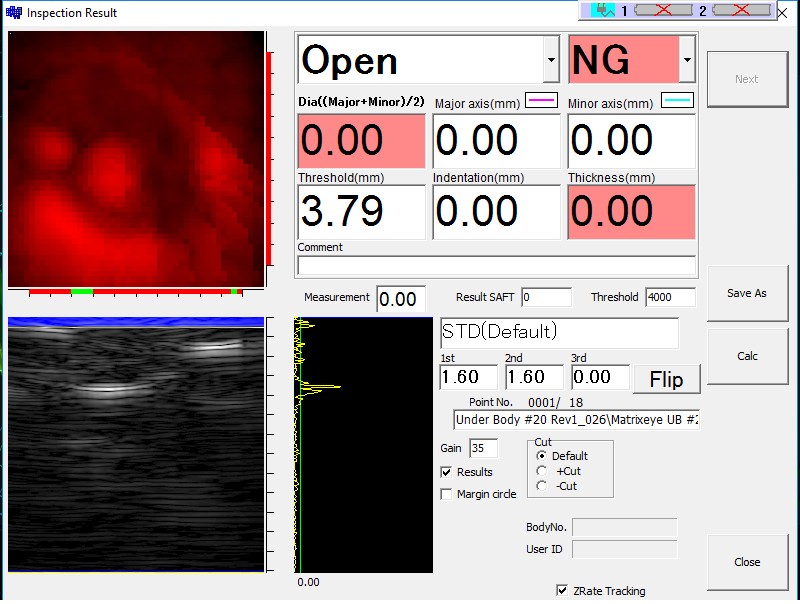 Inspection Result
1 2
Open NG
Next
Dia((Major+Minor)/2) Major axis(mm) Minor axis(mm)
0.00 0.00 0.00
Threshold(mm) Indentation(mm) Thickness(mm)
3.79 0.00 0.00
Comment
Measurement 0.00 Result SAFT 0 Threshold 4000
Save As
STD(Default)
Calc
1st 2nd 3rd
1.60 1.60 0.00 Flip
Point No. 0001/ 18
Under Body #20 Rev1_026\Matrixeye UB #2
Gain 35
Cut
Default
Results
+Cut
-Cut
Margin circle
BodyNo.
User ID
Close
0.00
ZRate Tracking